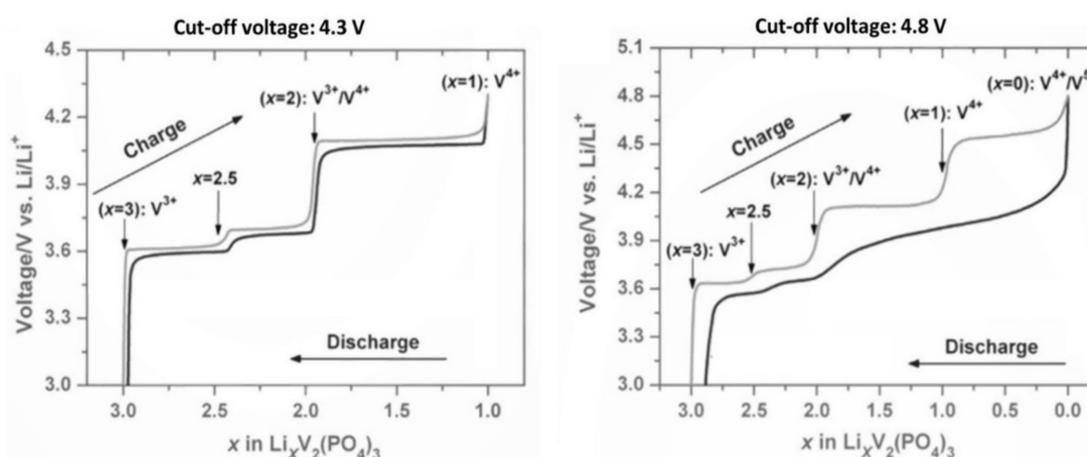 Cut-off voltage: 4.3 V
4.5
4.2
3.9
3.6
3.3
3.0
Voltage/V vs. Li/Li⁺
(x=1): V⁴⁺
(x=2): V³⁺/V⁴⁺
Charge
x=2.5
(x=3): V³⁺
Discharge
3.0 2.5 2.0 1.5 1.0
x in LiₓV₂(PO₄)₃
Cut-off voltage: 4.8 V
5.1
4.8
4.5
4.2
3.9
3.6
3.3
3.0
Voltage/V vs. Li/Li⁺
(x=0): V⁴⁺/V⁵
(x=1): V⁴⁺
Charge
(x=2): V³⁺/V⁴⁺
x=2.5
(x=3): V³⁺
Discharge
3.0 2.5 2.0 1.5 1.0 0.5 0.0
x in LiₓV₂(PO₄)₃